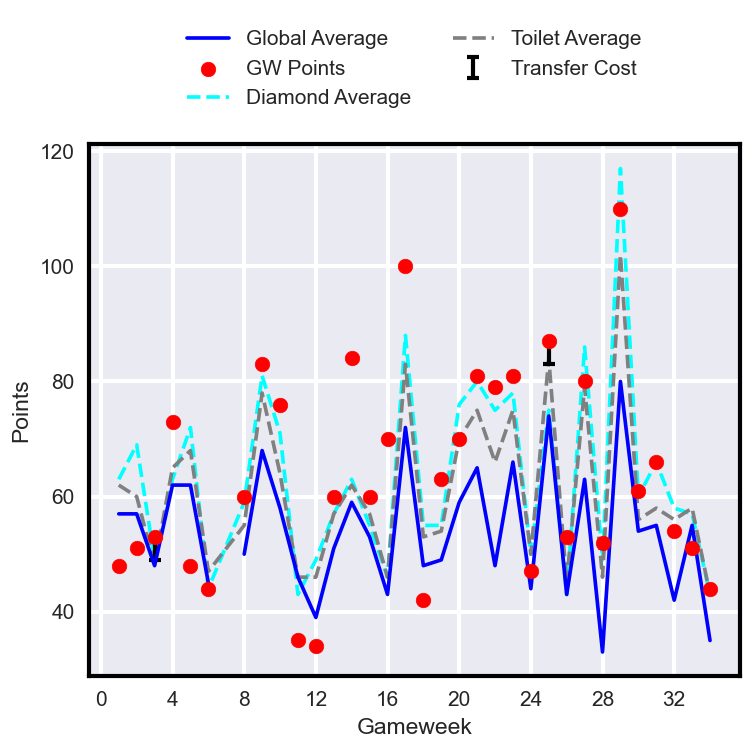 Global Average
GW Points
Diamond Average
Toilet Average
Transfer Cost
120
100
80
60
40
Points
0 4 8 12 16 20 24 28 32
Gameweek